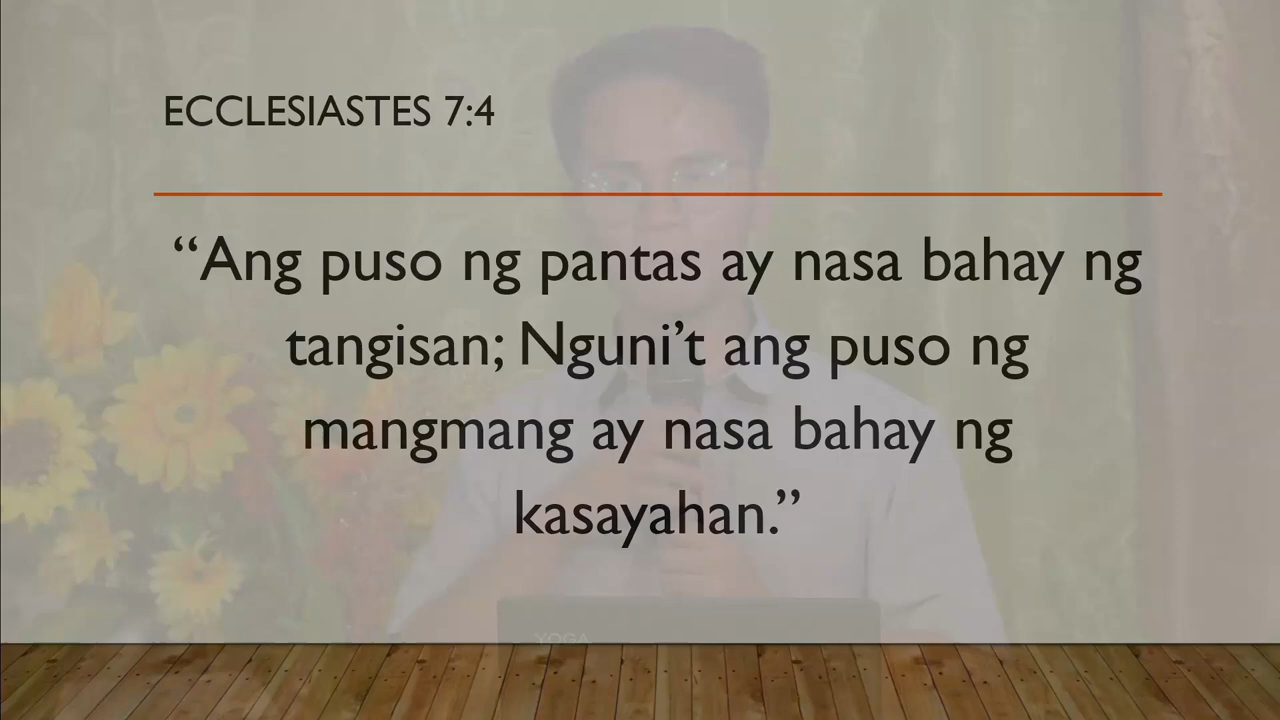 ECCLESIASTES 7:4
“Ang puso ng pantas ay nasa bahay ng
tangisan; Nguni’t ang puso ng
mangmang ay nasa bahay ng
kasayahan.”
YOGA